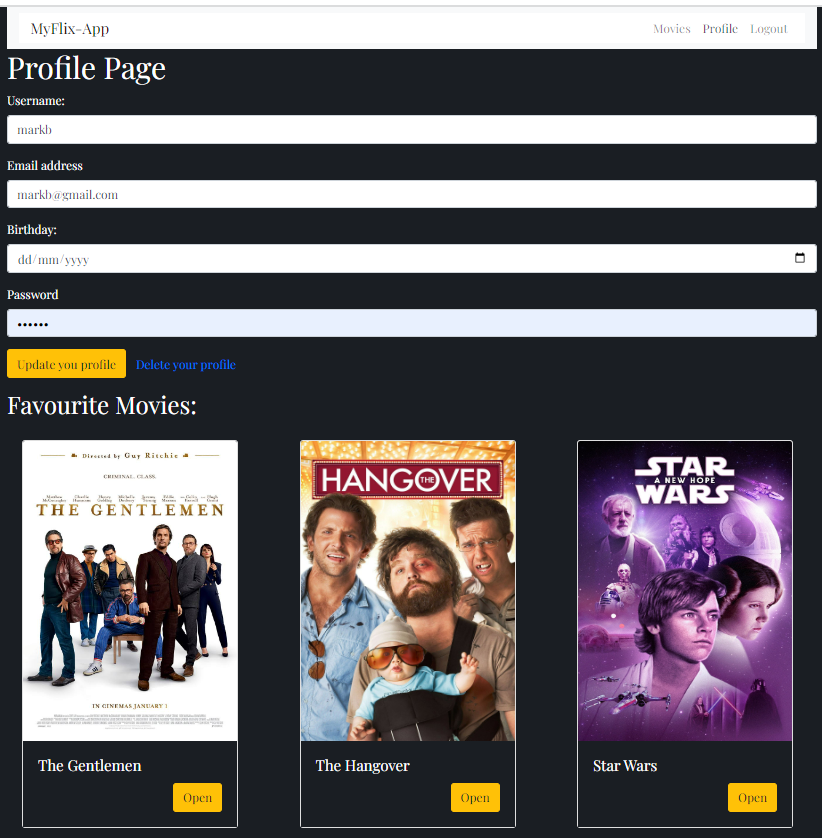 MyFlix-App Movies Profile Logout
Profile Page
Username:
markb
Email address
markb@gmail.com
Birthday:
dd/mm/yyyy
Password
••••••
Update you profile Delete your profile
Favourite Movies:
Directed by Guy Ritchie
CRIMINAL. CLASS.
THE GENTLEMEN
IN CINEMAS JANUARY 1
THE HANGOVER
STAR
A NEW HOPE
WARS
The Gentlemen
Open
The Hangover
Open
Star Wars
Open